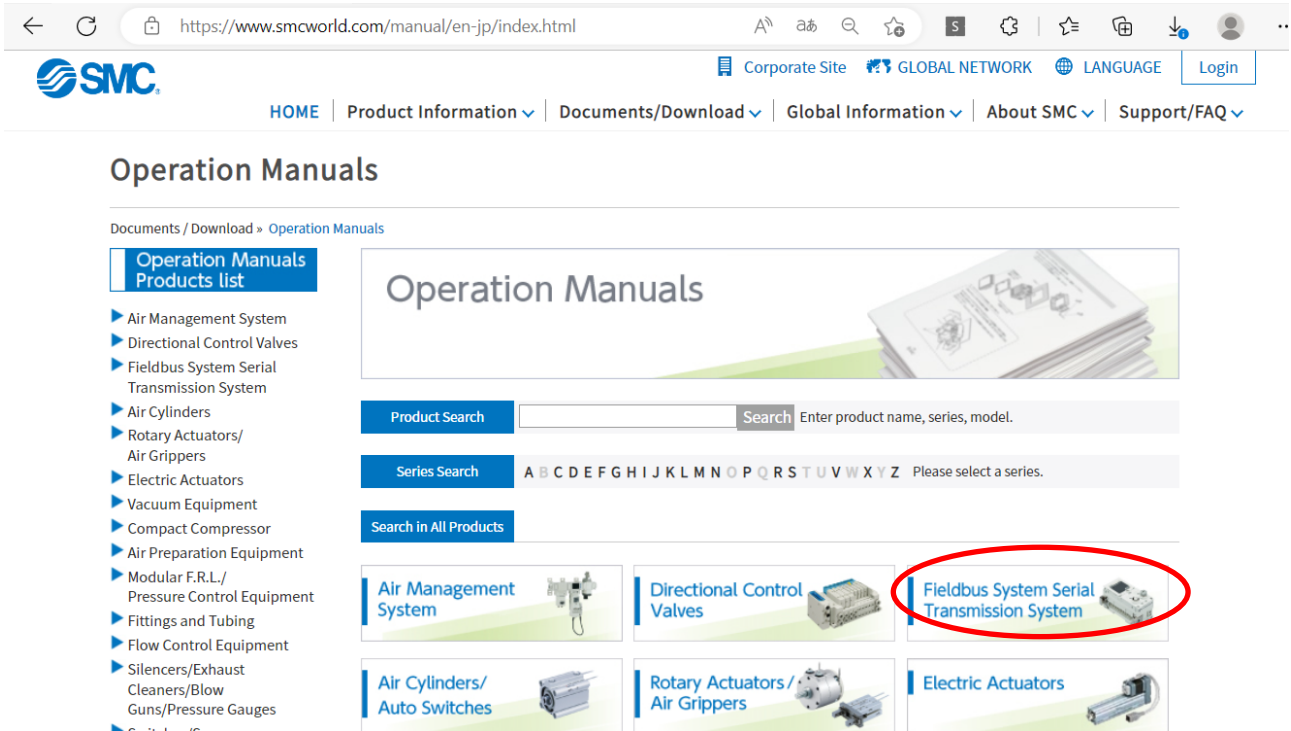 https://www.smcworld.com/manual/en-jp/index.html
SMC
Corporate Site GLOBAL NETWORK LANGUAGE Login
HOME Product Information Documents/Download Global Information About SMC Support/FAQ
Operation Manuals
Documents / Download » Operation Manuals
Operation Manuals
Products list
Air Management System
Directional Control Valves
Fieldbus System Serial
Transmission System
Air Cylinders
Rotary Actuators/
Air Grippers
Electric Actuators
Vacuum Equipment
Compact Compressor
Air Preparation Equipment
Modular F.R.L./
Pressure Control Equipment
Fittings and Tubing
Flow Control Equipment
Silencers/Exhaust
Cleaners/Blow
Guns/Pressure Gauges
Operation Manuals
Product Search Search Enter product name, series, model.
Series Search A B C D E F G H I J K L M N O P Q R S T U V W X Y Z Please select a series.
Search in All Products
Air Management
System
Directional Control
Valves
Fieldbus System Serial
Transmission System
Air Cylinders/
Auto Switches
Rotary Actuators/
Air Grippers
Electric Actuators